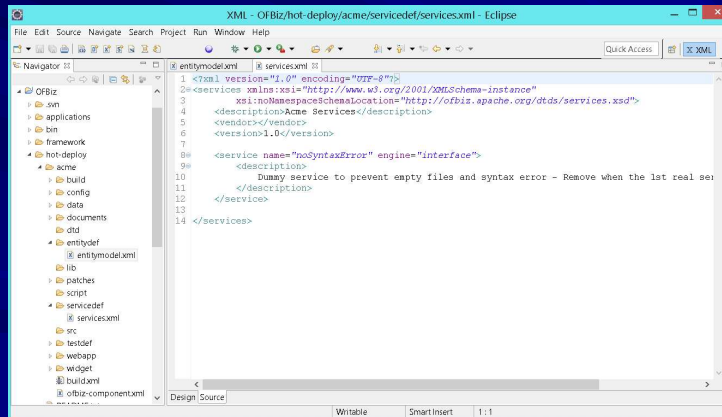 XML - OFBiz/hot-deploy/acme/servicedef/services.xml - Eclipse
File Edit Source Navigate Search Project Run Window Help
Quick Access
XML
Navigator
entitymodel.xml
services.xml
OFBiz
.svn
applications
bin
framework
hot-deploy
acme
build
config
data
documents
dtd
entitydef
entitymodel.xml
lib
patches
script
servicedef
services.xml
src
testdef
webapp
widget
build.xml
ofbiz-component.xml
1 <?xml version="1.0" encoding="UTF-8"?>
2 <services xmlns:xsi="http://www.w3.org/2001/XMLSchema-instance"
3 xsi:noNamespaceSchemaLocation="http://ofbiz.apache.org/dtds/services.xsd">
4 <description>Acme Services</description>
5 <vendor></vendor>
6 <version>1.0</version>
7
8 <service name="noSyntaxError" engine="interface">
9 <description>
10 Dummy service to prevent empty files and syntax error - Remove when the 1st real ser
11 </description>
12 </service>
13
14 </services>
Design Source
Writable Smart Insert 1 : 1